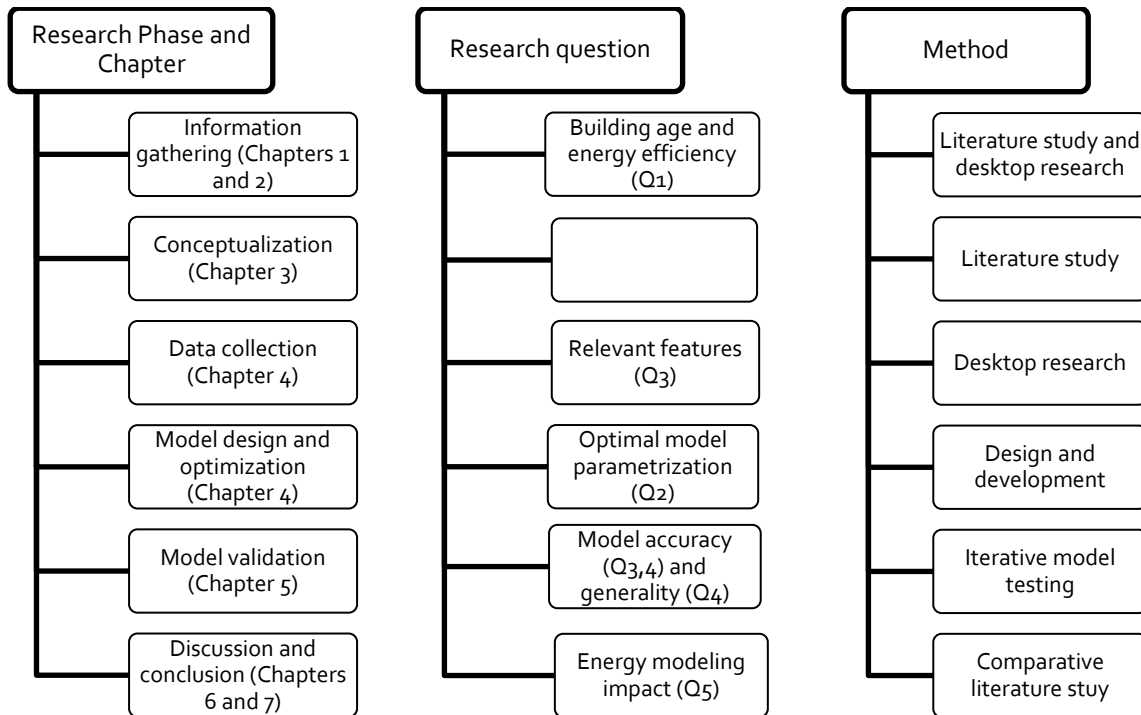 Research Phase and
Chapter
Information
gathering (Chapters 1
and 2)
Conceptualization
(Chapter 3)
Data collection
(Chapter 4)
Model design and
optimization
(Chapter 4)
Model validation
(Chapter 5)
Discussion and
conclusion (Chapters
6 and 7)
Research question
Building age and
energy efficiency
(Q1)
Relevant features
(Q3)
Optimal model
parametrization
(Q2)
Model accuracy
(Q3,4) and
generality (Q4)
Energy modeling
impact (Q5)
Method
Literature study and
desktop research
Literature study
Desktop research
Design and
development
Iterative model
testing
Comparative
literature stuy